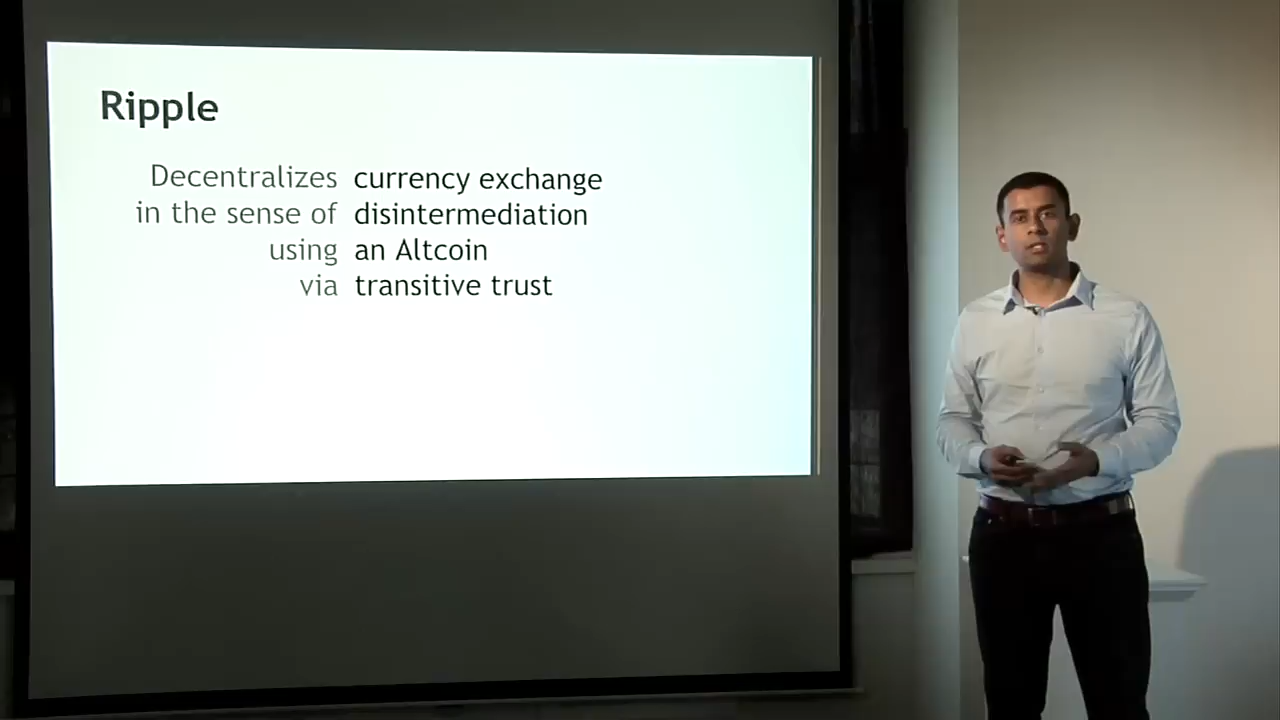 Ripple
Decentralizes currency exchange
in the sense of disintermediation
using an Altcoin
via transitive trust